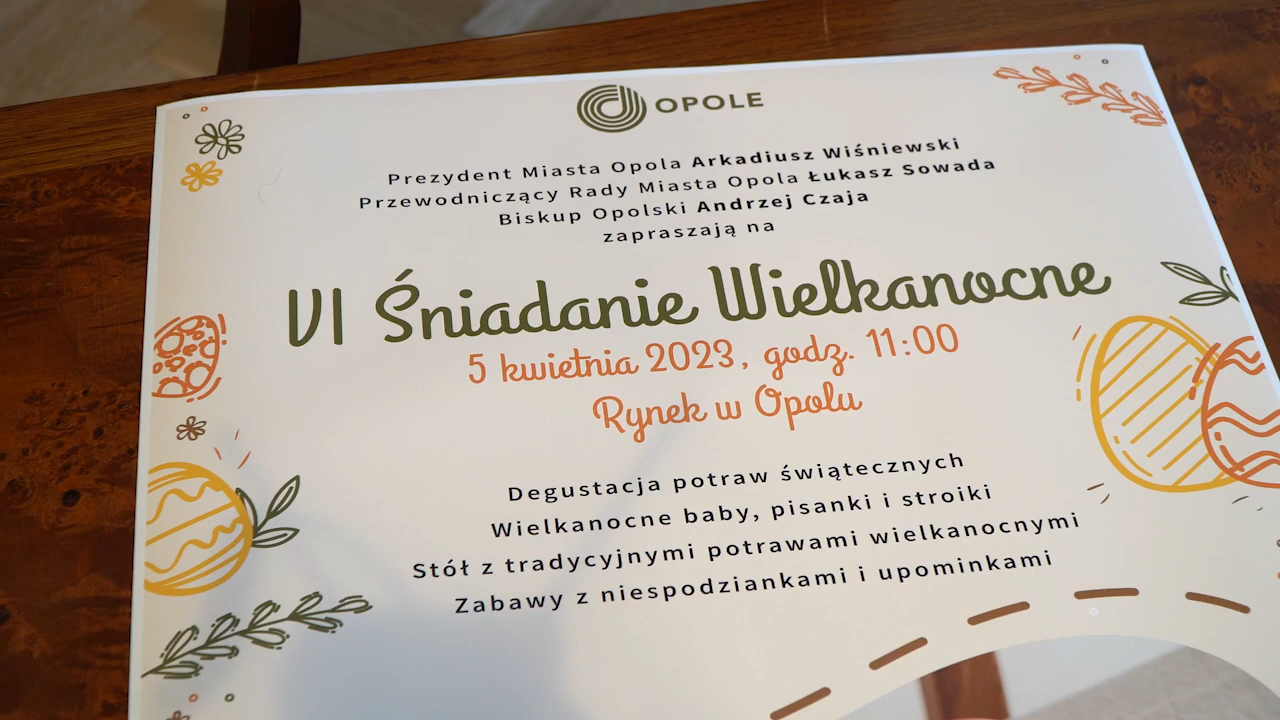 OPOLE
Prezydent Miasta Opola Arkadiusz Wiśniewski
Przewodniczący Rady Miasta Opola Łukasz Sowada
Biskup Opolski Andrzej Czaja
zapraszają na
VI Śniadanie Wielkanocne
5 kwietnia 2023, godz. 11:00
Rynek w Opolu
Degustacja potraw świątecznych
Wielkanocne baby, pisanki i stroiki
Stół z tradycyjnymi potrawami wielkanocnymi
Zabawy z niespodziankami i upominkami